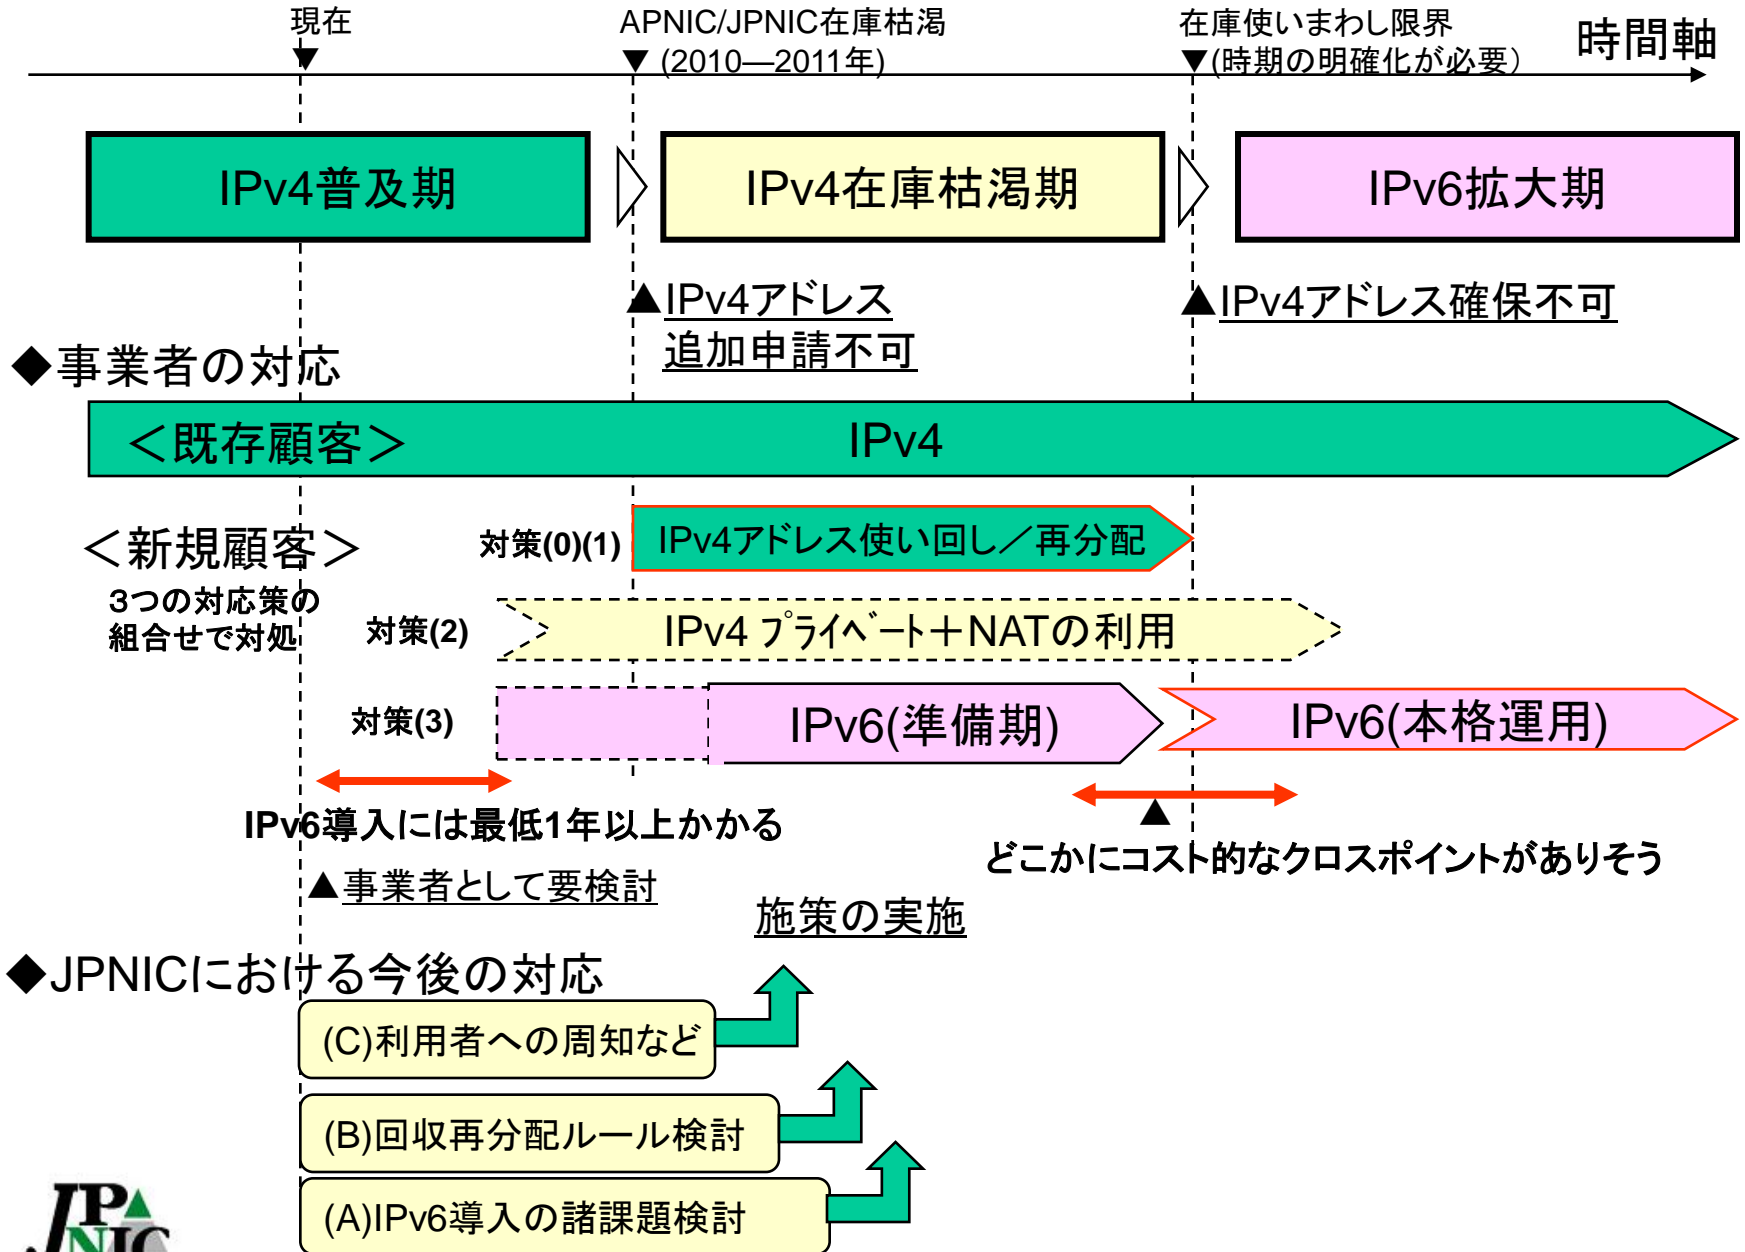 現在
APNIC/JPNIC在庫枯渇
(2010―2011年)
在庫使いまわし限界
(時期の明確化が必要)
時間軸
IPv4普及期
IPv4在庫枯渇期
IPv6拡大期
▲IPv4アドレス
追加申請不可
▲IPv4アドレス確保不可
◆事業者の対応
＜既存顧客＞
IPv4
＜新規顧客＞
3つの対応策の
組合せで対処
対策(0)(1)
IPv4アドレス使い回し／再分配
対策(2)
IPv4 プライベート＋NATの利用
対策(3)
IPv6(準備期)
IPv6(本格運用)
IPv6導入には最低1年以上かかる
どこかにコスト的なクロスポイントがありそう
▲事業者として要検討
施策の実施
◆JPNICにおける今後の対応
(C)利用者への周知など
(B)回収再分配ルール検討
(A)IPv6導入の諸課題検討
JP
NIC